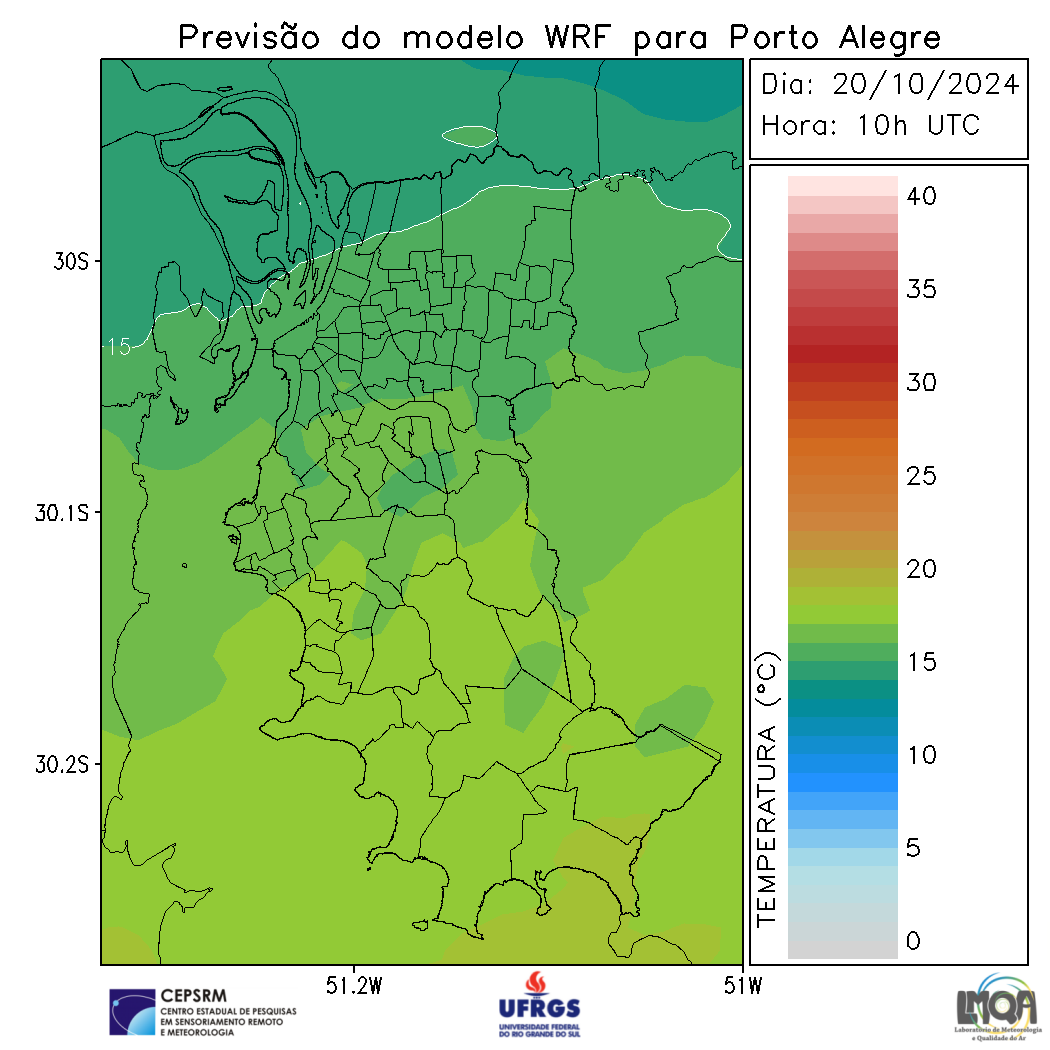 Previsão do modelo WRF para Porto Alegre
Dia: 20/10/2024
Hora: 10h UTC
40
35
30
25
20
15
10
5
0
TEMPERATURA (°C)
30S
30.1S
30.2S
15
51.2W
51W
CEPSRM
CENTRO ESTADUAL DE PESQUISAS
EM SENSORIAMENTO REMOTO
E METEOROLOGIA
UFRGS
UNIVERSIDADE FEDERAL
DO RIO GRANDE DO SUL
LMQA
Laboratório de Meteorologia
e Qualidade do Ar